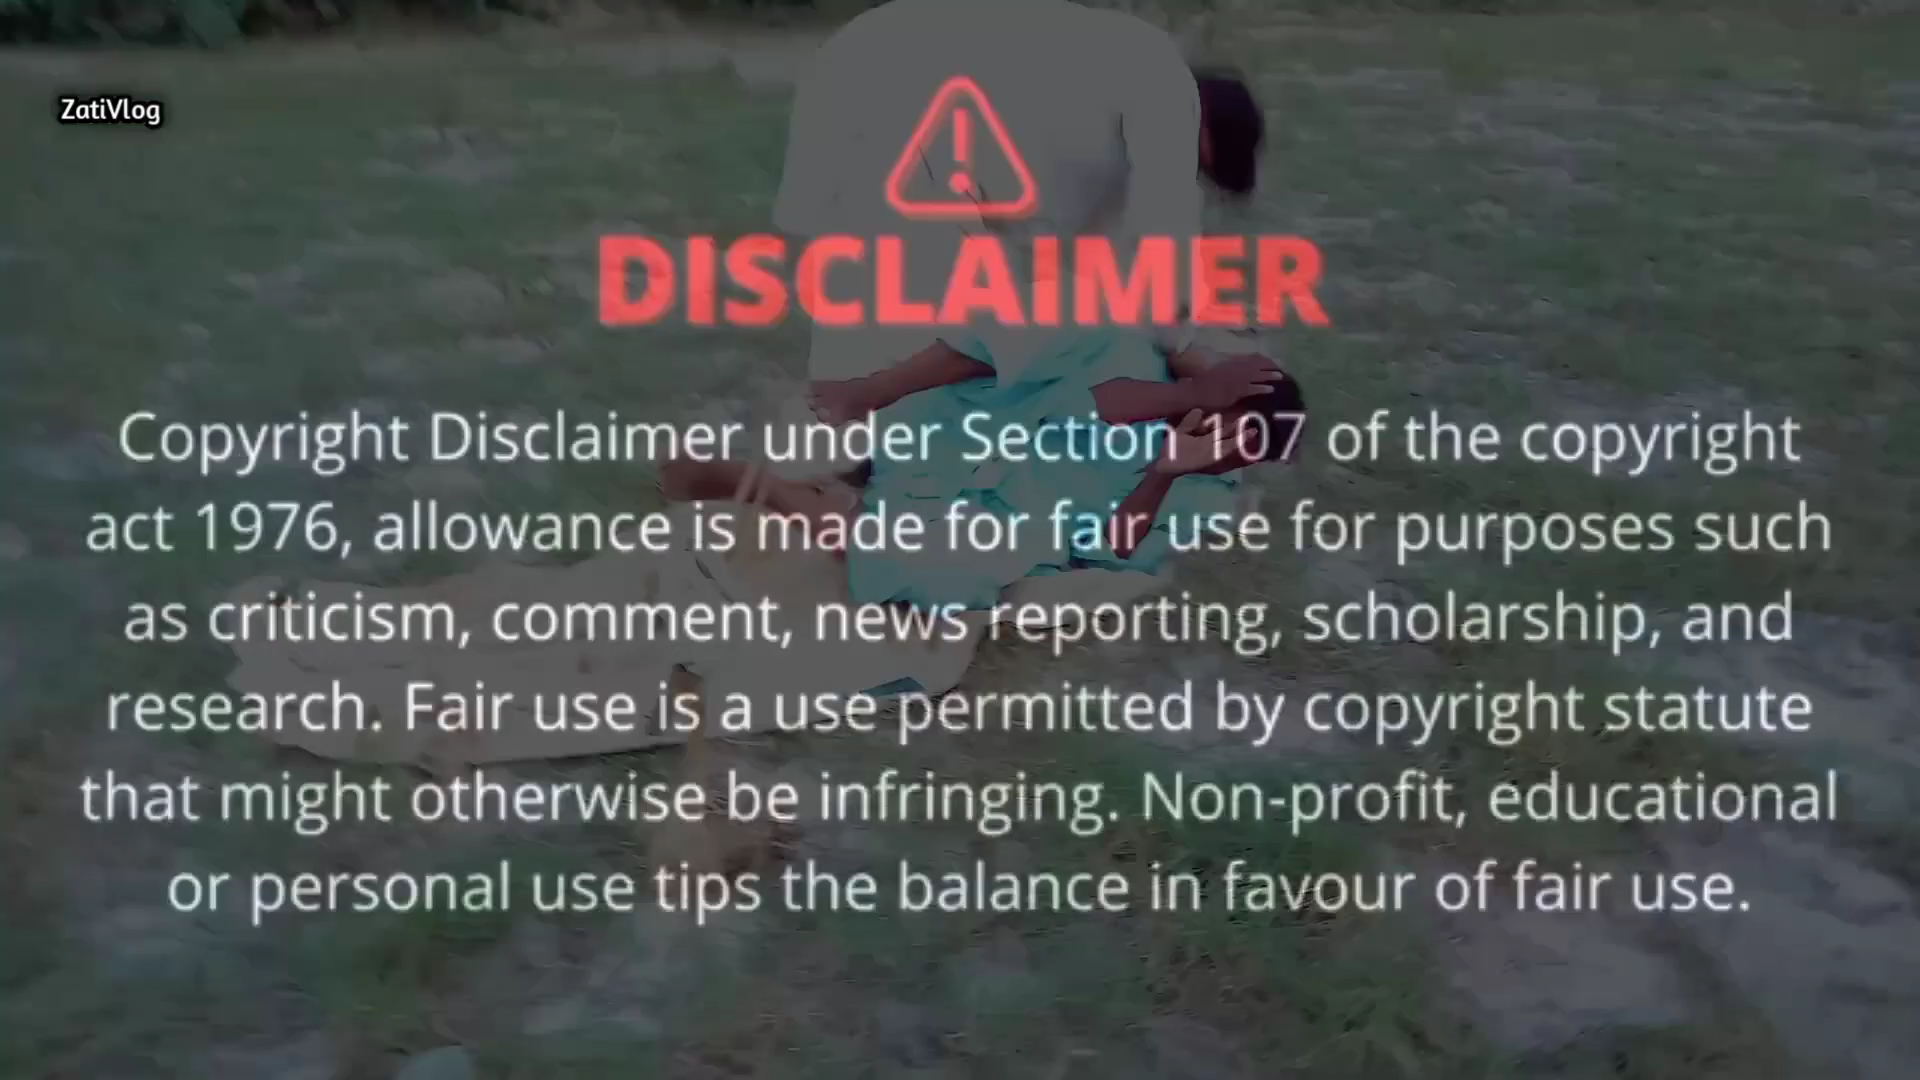 ZatiVlog
DISCLAIMER
Copyright Disclaimer under Section 107 of the copyright
act 1976, allowance is made for fair use for purposes such
as criticism, comment, news reporting, scholarship, and
research. Fair use is a use permitted by copyright statute
that might otherwise be infringing. Non-profit, educational
or personal use tips the balance in favour of fair use.